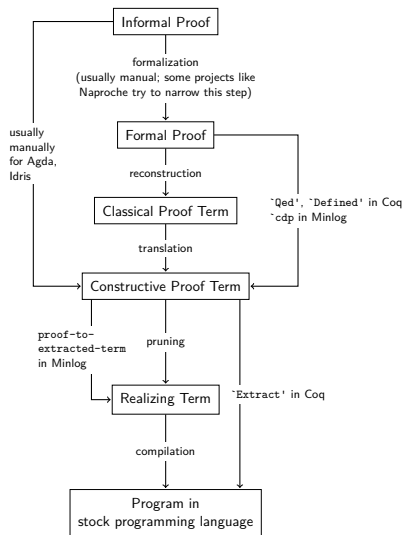 Informal Proof
formalization
(usually manual; some projects like
Naproche try to narrow this step)
usually
manually
for Agda,
Idris
Formal Proof
reconstruction
`Qed', `Defined' in Coq
`cdp in Minlog
Classical Proof Term
translation
Constructive Proof Term
proof-to-
extracted-term
in Minlog
pruning
`Extract' in Coq
Realizing Term
compilation
Program in
stock programming language